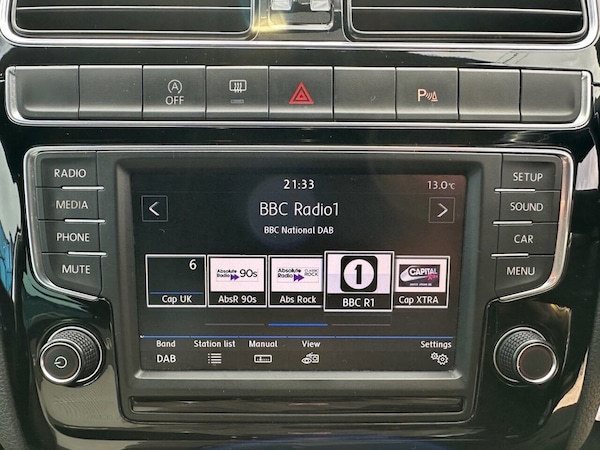 A
OFF
P
RADIO
MEDIA
PHONE
MUTE
SETUP
SOUND
CAR
MENU
21:33
13.0°C
BBC Radio1
BBC National DAB
6
Cap UK
Absolute Radio 90s
AbsR 90s
Absolute Radio CLASSIC ROCK
Abs Rock
1
BBC R1
CAPITAL XTRA
Cap XTRA
Band
DAB
Station list
Manual
View
Settings